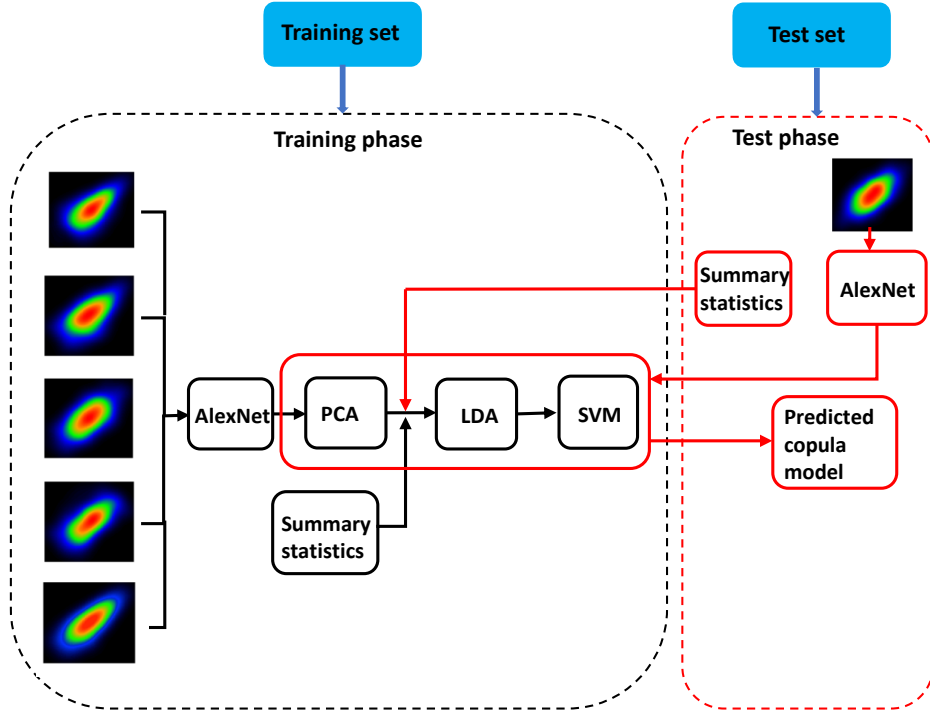 Training set
Test set
Training phase
Test phase
Summary
statistics
AlexNet
AlexNet
PCA
LDA
SVM
Predicted
copula
model
Summary
statistics